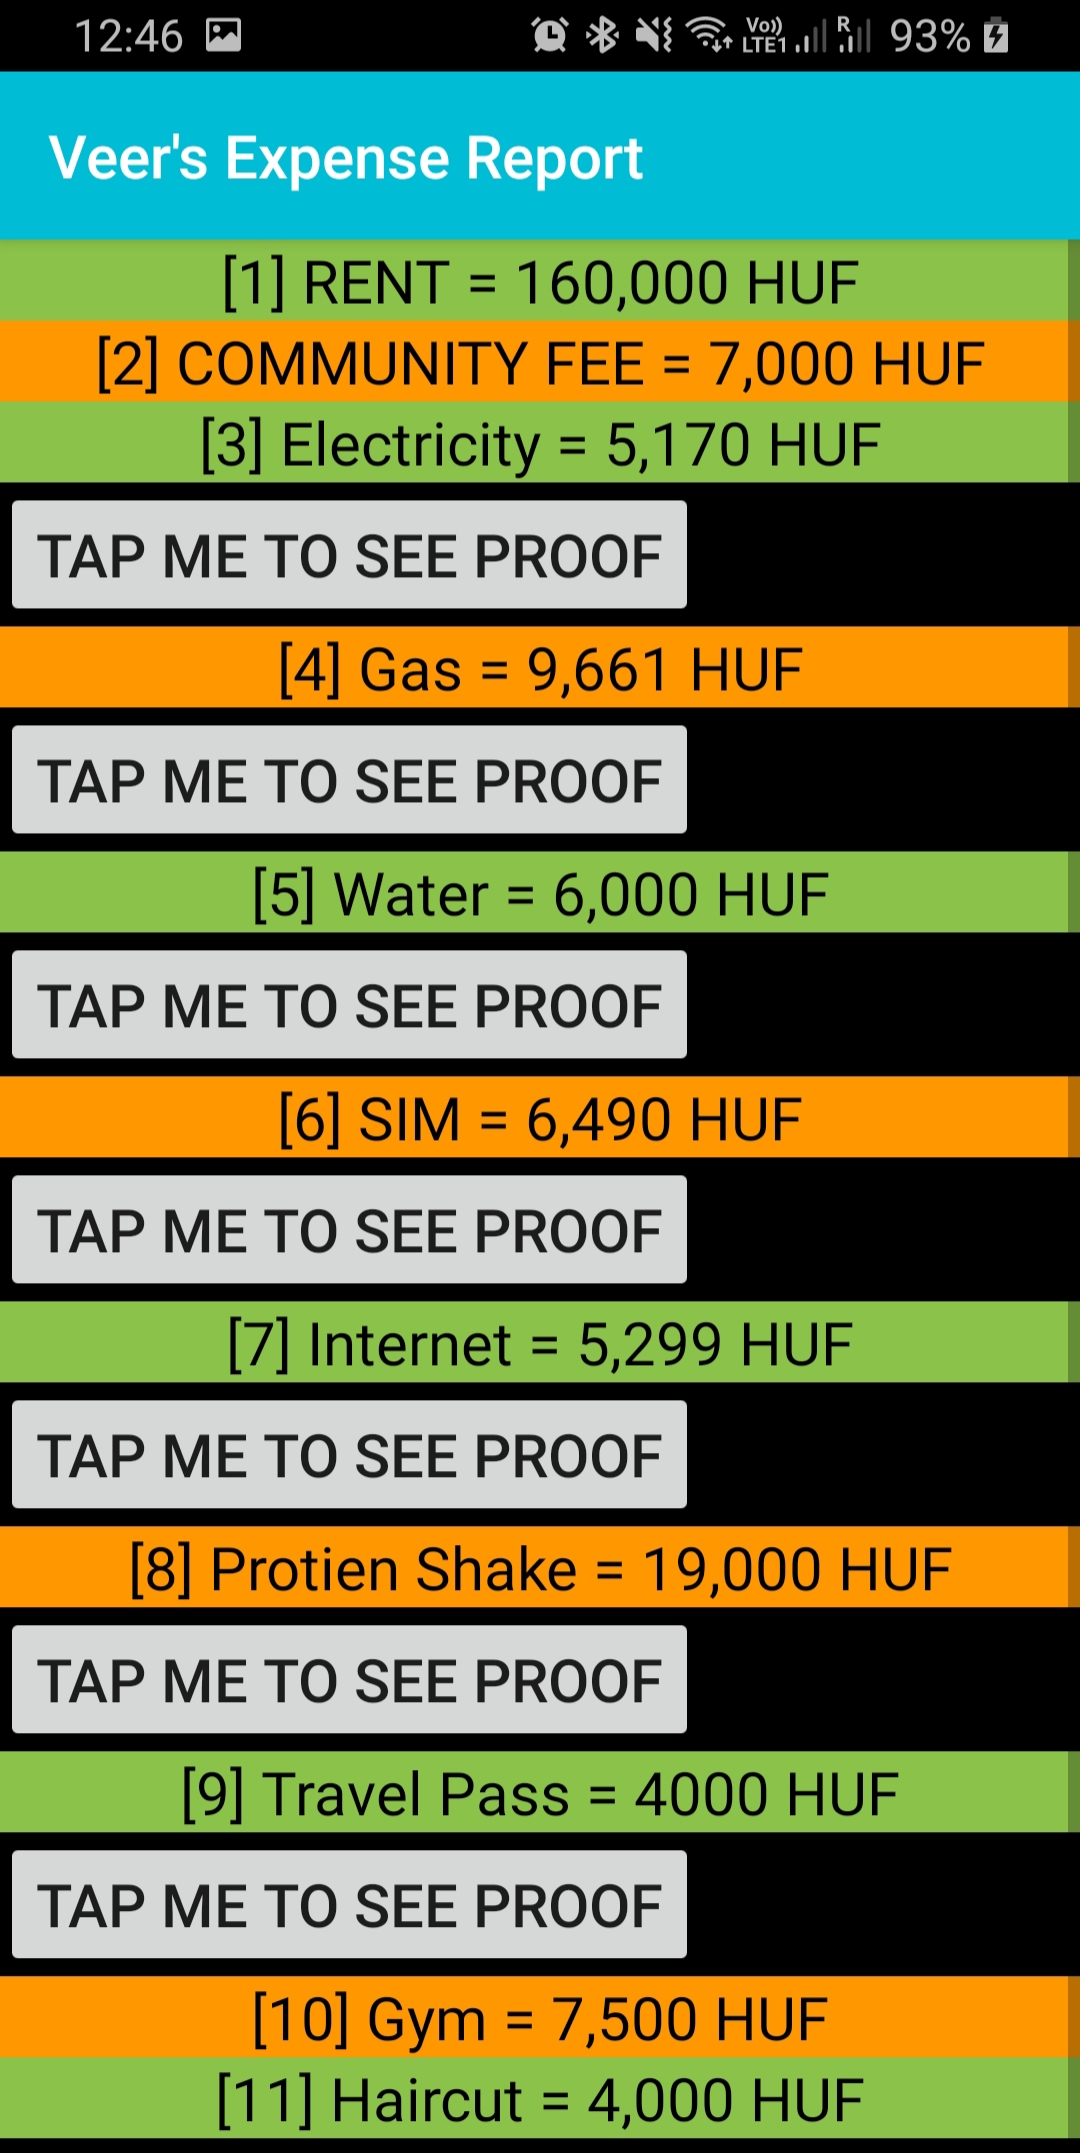 12:46 Vo)) LTE1 R 93%
Veer's Expense Report
[1] RENT = 160,000 HUF
[2] COMMUNITY FEE = 7,000 HUF
[3] Electricity = 5,170 HUF
TAP ME TO SEE PROOF
[4] Gas = 9,661 HUF
TAP ME TO SEE PROOF
[5] Water = 6,000 HUF
TAP ME TO SEE PROOF
[6] SIM = 6,490 HUF
TAP ME TO SEE PROOF
[7] Internet = 5,299 HUF
TAP ME TO SEE PROOF
[8] Protien Shake = 19,000 HUF
TAP ME TO SEE PROOF
[9] Travel Pass = 4000 HUF
TAP ME TO SEE PROOF
[10] Gym = 7,500 HUF
[11] Haircut = 4,000 HUF